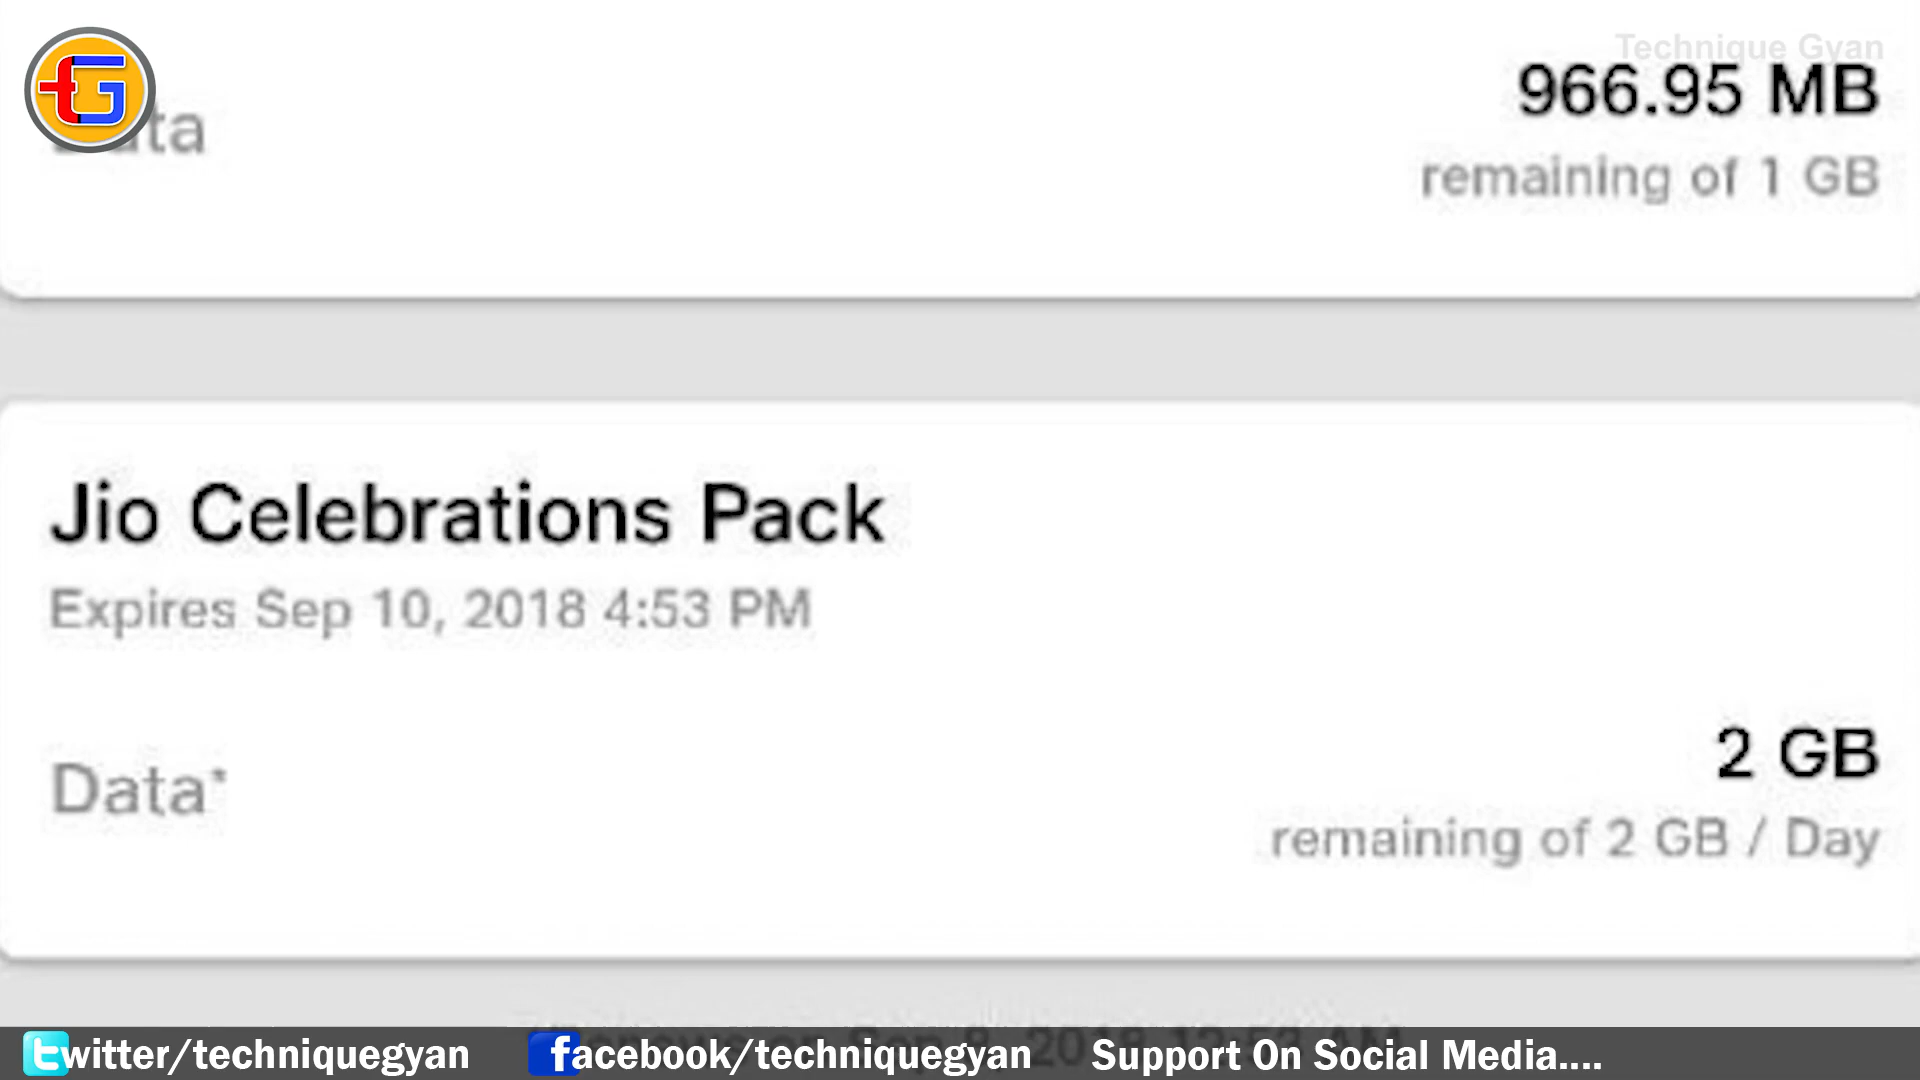 Technique Gyan
966.95 MB
remaining of 1 GB
Jio Celebrations Pack
Expires Sep 10, 2018 4:53 PM
Data*
2 GB
remaining of 2 GB / Day
twitter/techniquegyan
facebook/techniquegyan
Support On Social Media....